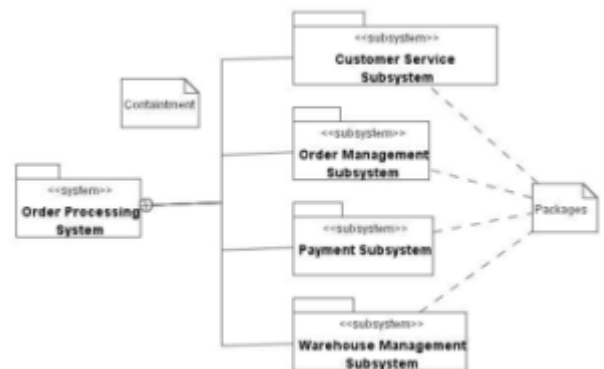 <<subsystem>>
Customer Service
Subsystem
Containtment
<<subsystem>>
Order Management
Subsystem
<<system>>
Order Processing
System
Packages
<<subsystem>>
Payment Subsystem
<<subsystem>>
Warehouse Management
Subsystem